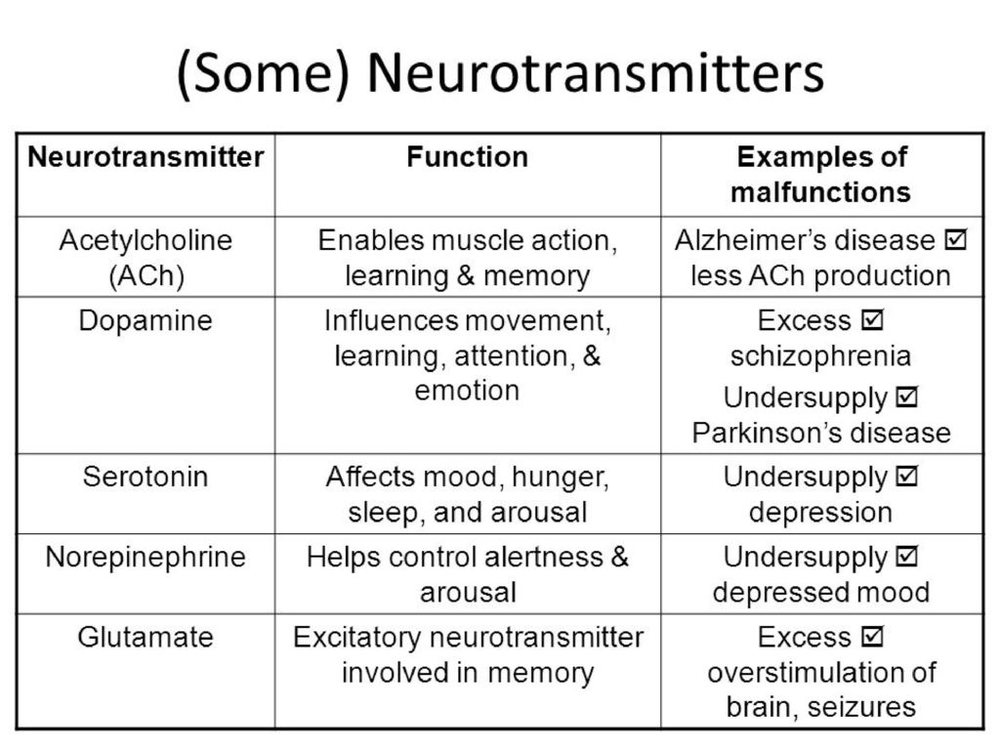 (Some) Neurotransmitters
Neurotransmitter
Function
Examples of
malfunctions
Acetylcholine
(ACh)
Enables muscle action,
learning & memory
Alzheimer’s disease ☑
less ACh production
Dopamine
Influences movement,
learning, attention, &
emotion
Excess ☑
schizophrenia
Undersupply ☑
Parkinson’s disease
Serotonin
Affects mood, hunger,
sleep, and arousal
Undersupply ☑
depression
Norepinephrine
Helps control alertness &
arousal
Undersupply ☑
depressed mood
Glutamate
Excitatory neurotransmitter
involved in memory
Excess ☑
overstimulation of
brain, seizures